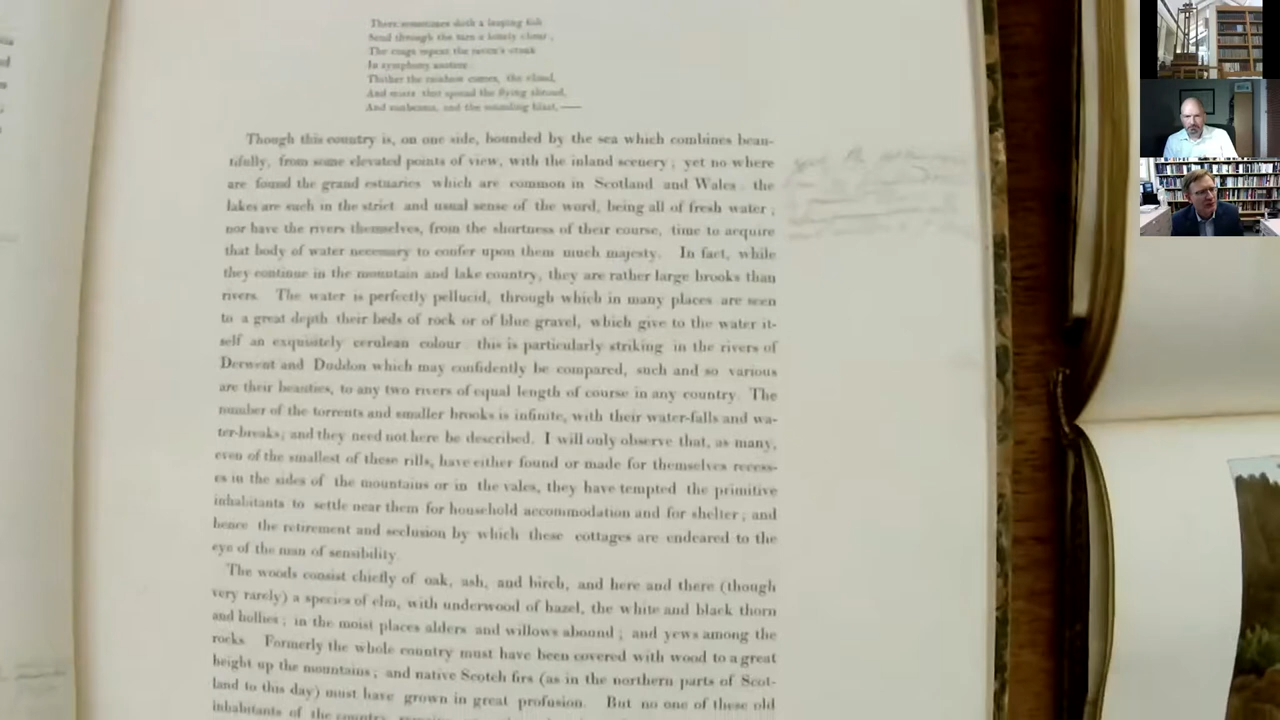 There sometimes doth a leaping fish
Send through the tarn a lonely cheer,
The crags repeat the raven's croak
In symphony austere
Thither the rainbow comes, the cloud,
And mists that spread the flying shroud,
And sunbeams, and the sounding blast,——
Though this country is, on one side, bounded by the sea which combines beau-
tifully, from some elevated points of view, with the inland scenery; yet no where
are found the grand estuaries which are common in Scotland and Wales: the
lakes are such in the strict and usual sense of the word, being all of fresh water;
nor have the rivers themselves, from the shortness of their course, time to acquire
that body of water necessary to confer upon them much majesty. In fact, while
they continue in the mountain and lake country, they are rather large brooks than
rivers. The water is perfectly pellucid, through which in many places are seen
to a great depth their beds of rock or of blue gravel, which give to the water it-
self an exquisitely cerulean colour: this is particularly striking in the rivers of
Derwent and Duddon which may confidently be compared, such and so various
are their beauties, to any two rivers of equal length of course in any country. The
number of the torrents and smaller brooks is infinite, with their water-falls and wa-
ter-breaks; and they need not here be described. I will only observe that, as many,
even of the smallest of these rills, have either found or made for themselves recess-
es in the sides of the mountains or in the vales, they have tempted the primitive
inhabitants to settle near them for household accommodation and for shelter; and
hence the retirement and seclusion by which these cottages are endeared to the
eye of the man of sensibility.
The woods consist chiefly of oak, ash, and birch, and here and there (though
very rarely) a species of elm, with underwood of hazel, the white and black thorn
and hollies; in the moist places alders and willows abound; and yews among the
rocks. Formerly the whole country must have been covered with wood to a great
height up the mountains; and native Scotch firs (as in the northern parts of Scot-
land to this day) must have grown in great profusion. But no one of these old
inhabitants of the country